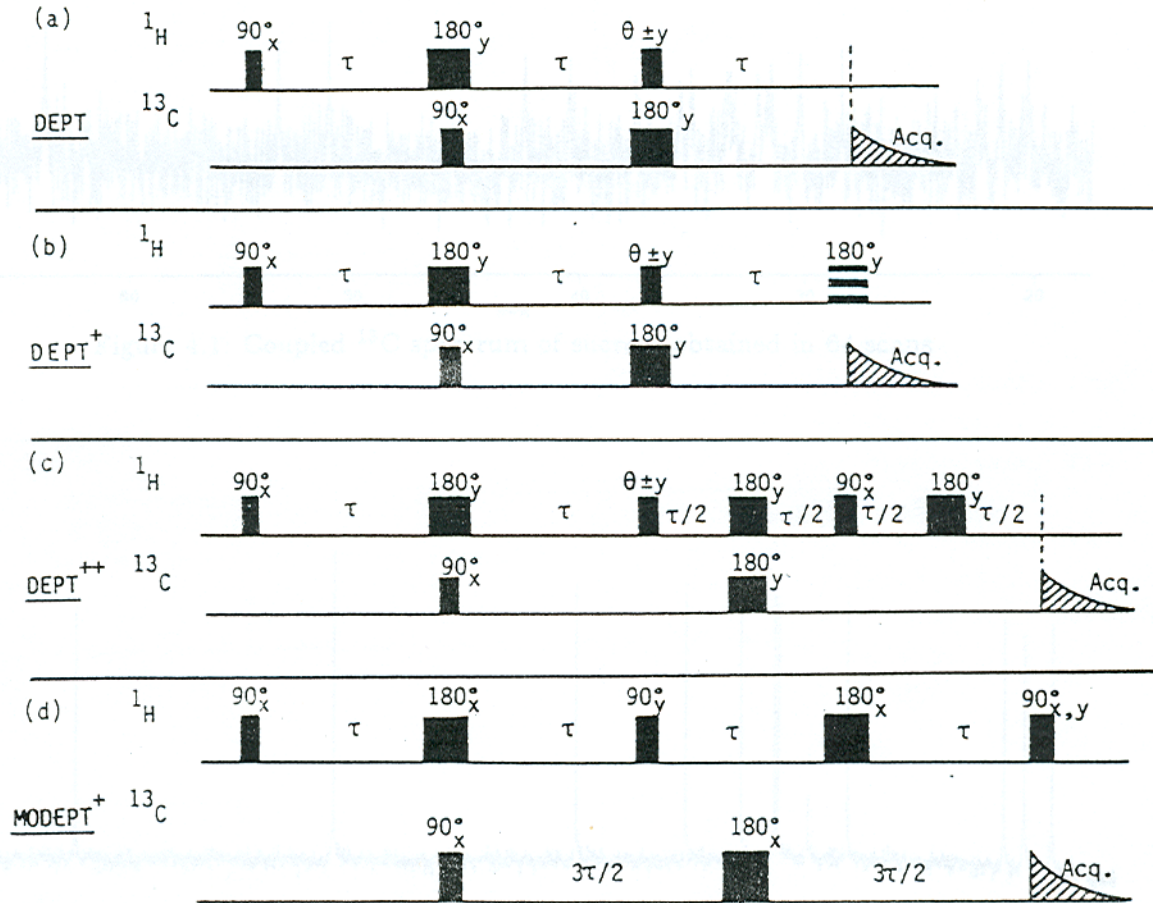 (a) ¹H 90°x τ 180°y τ θ ±y τ
DEPT ¹³C 90°x 180°y Acq.
(b) ¹H 90°x τ 180°y τ θ ±y τ 180°y
DEPT⁺ ¹³C 90°x 180°y Acq.
(c) ¹H 90°x τ 180°y τ θ±y τ/2 180°y τ/2 90°x τ/2 180°y τ/2
DEPT⁺⁺ ¹³C 90°x 180°y Acq.
(d) ¹H 90°x τ 180°x τ 90°y τ 180°x τ 90°x,y
MODEPT⁺ ¹³C 90°x 3τ/2 180°x 3τ/2 Acq.